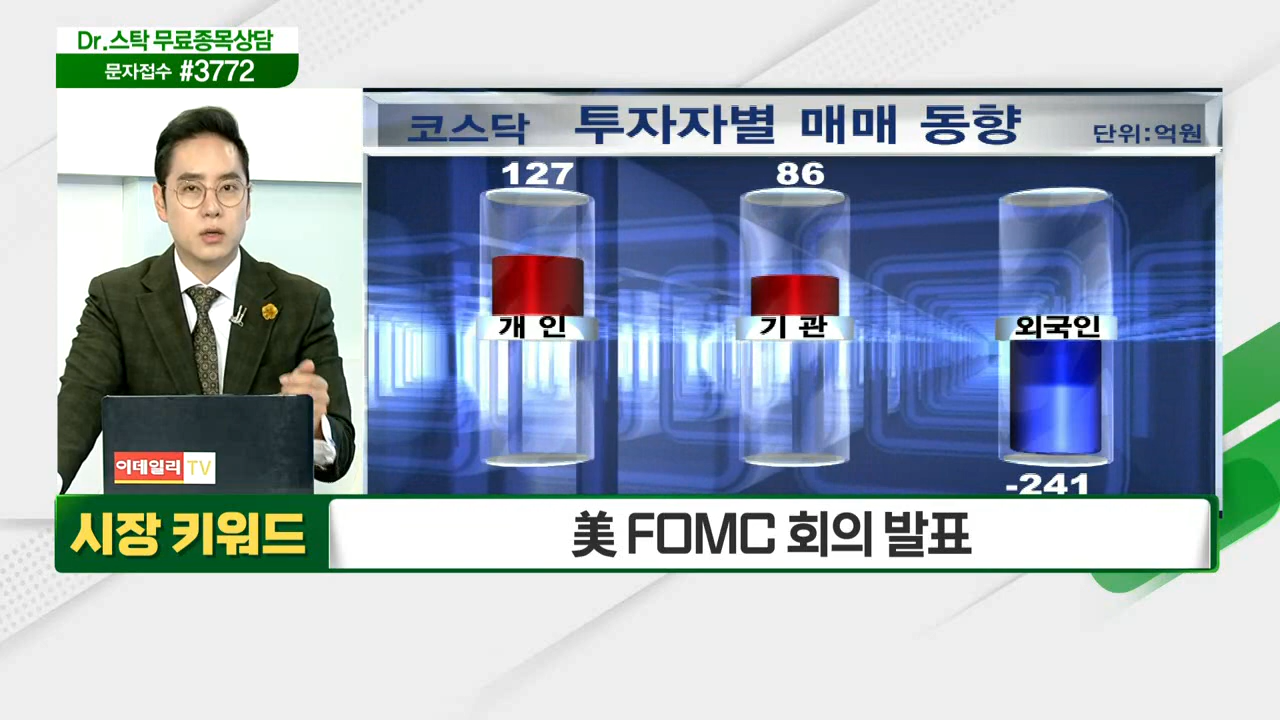 Dr.스탁 무료종목상담
문자접수 #3772
코스닥 투자자별 매매 동향 단위:억원
127 86
개인 기관 외국인
-241
이데일리TV
시장 키워드
美 FOMC 회의 발표